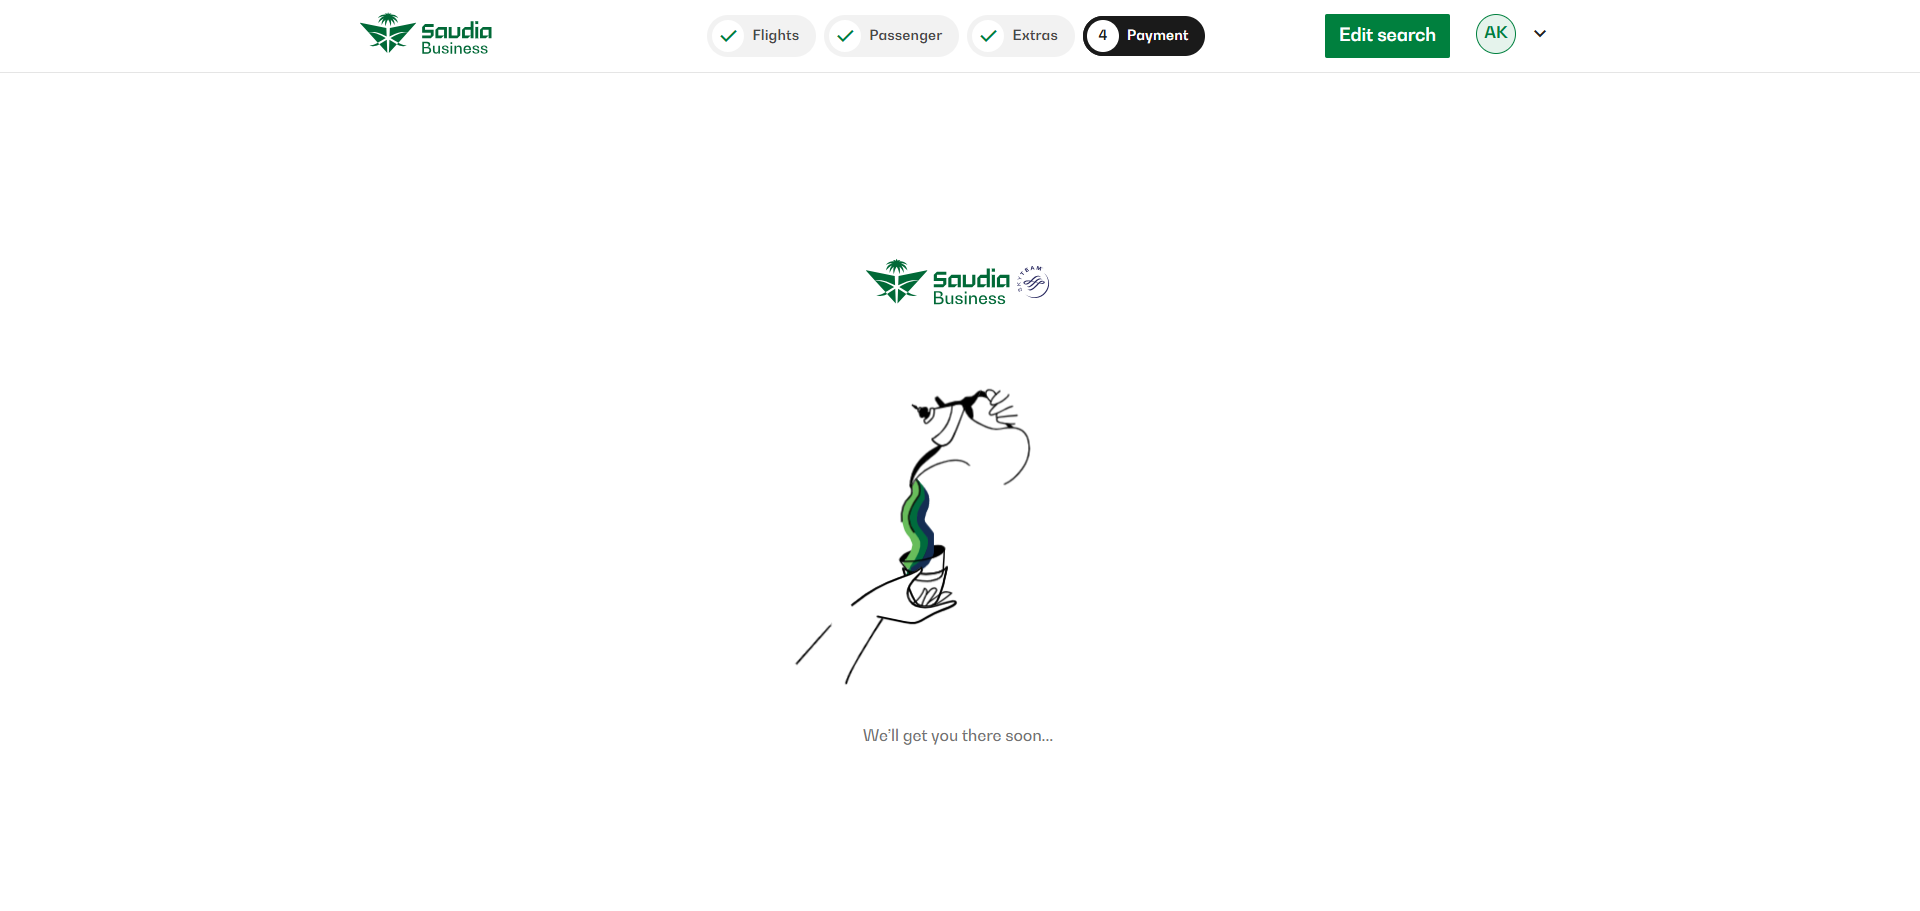 Saudia
Business
Flights
Passenger
Extras
4 Payment
Edit search
AK
Saudia
Business
SKYTEAM
We'll get you there soon...